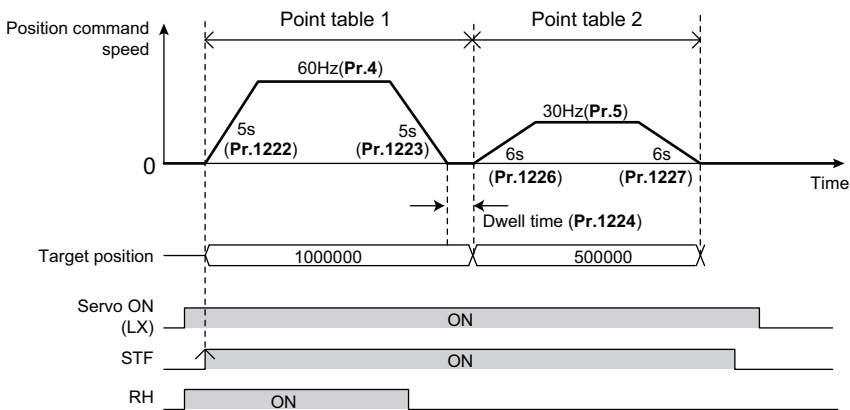 Point table 1
Point table 2
Position command
speed
60Hz(Pr.4)
30Hz(Pr.5)
5s
(Pr.1222)
5s
(Pr.1223)
6s
(Pr.1226)
6s
(Pr.1227)
0
Time
Dwell time (Pr.1224)
Target position
1000000
500000
Servo ON
(LX)
ON
STF
ON
RH
ON